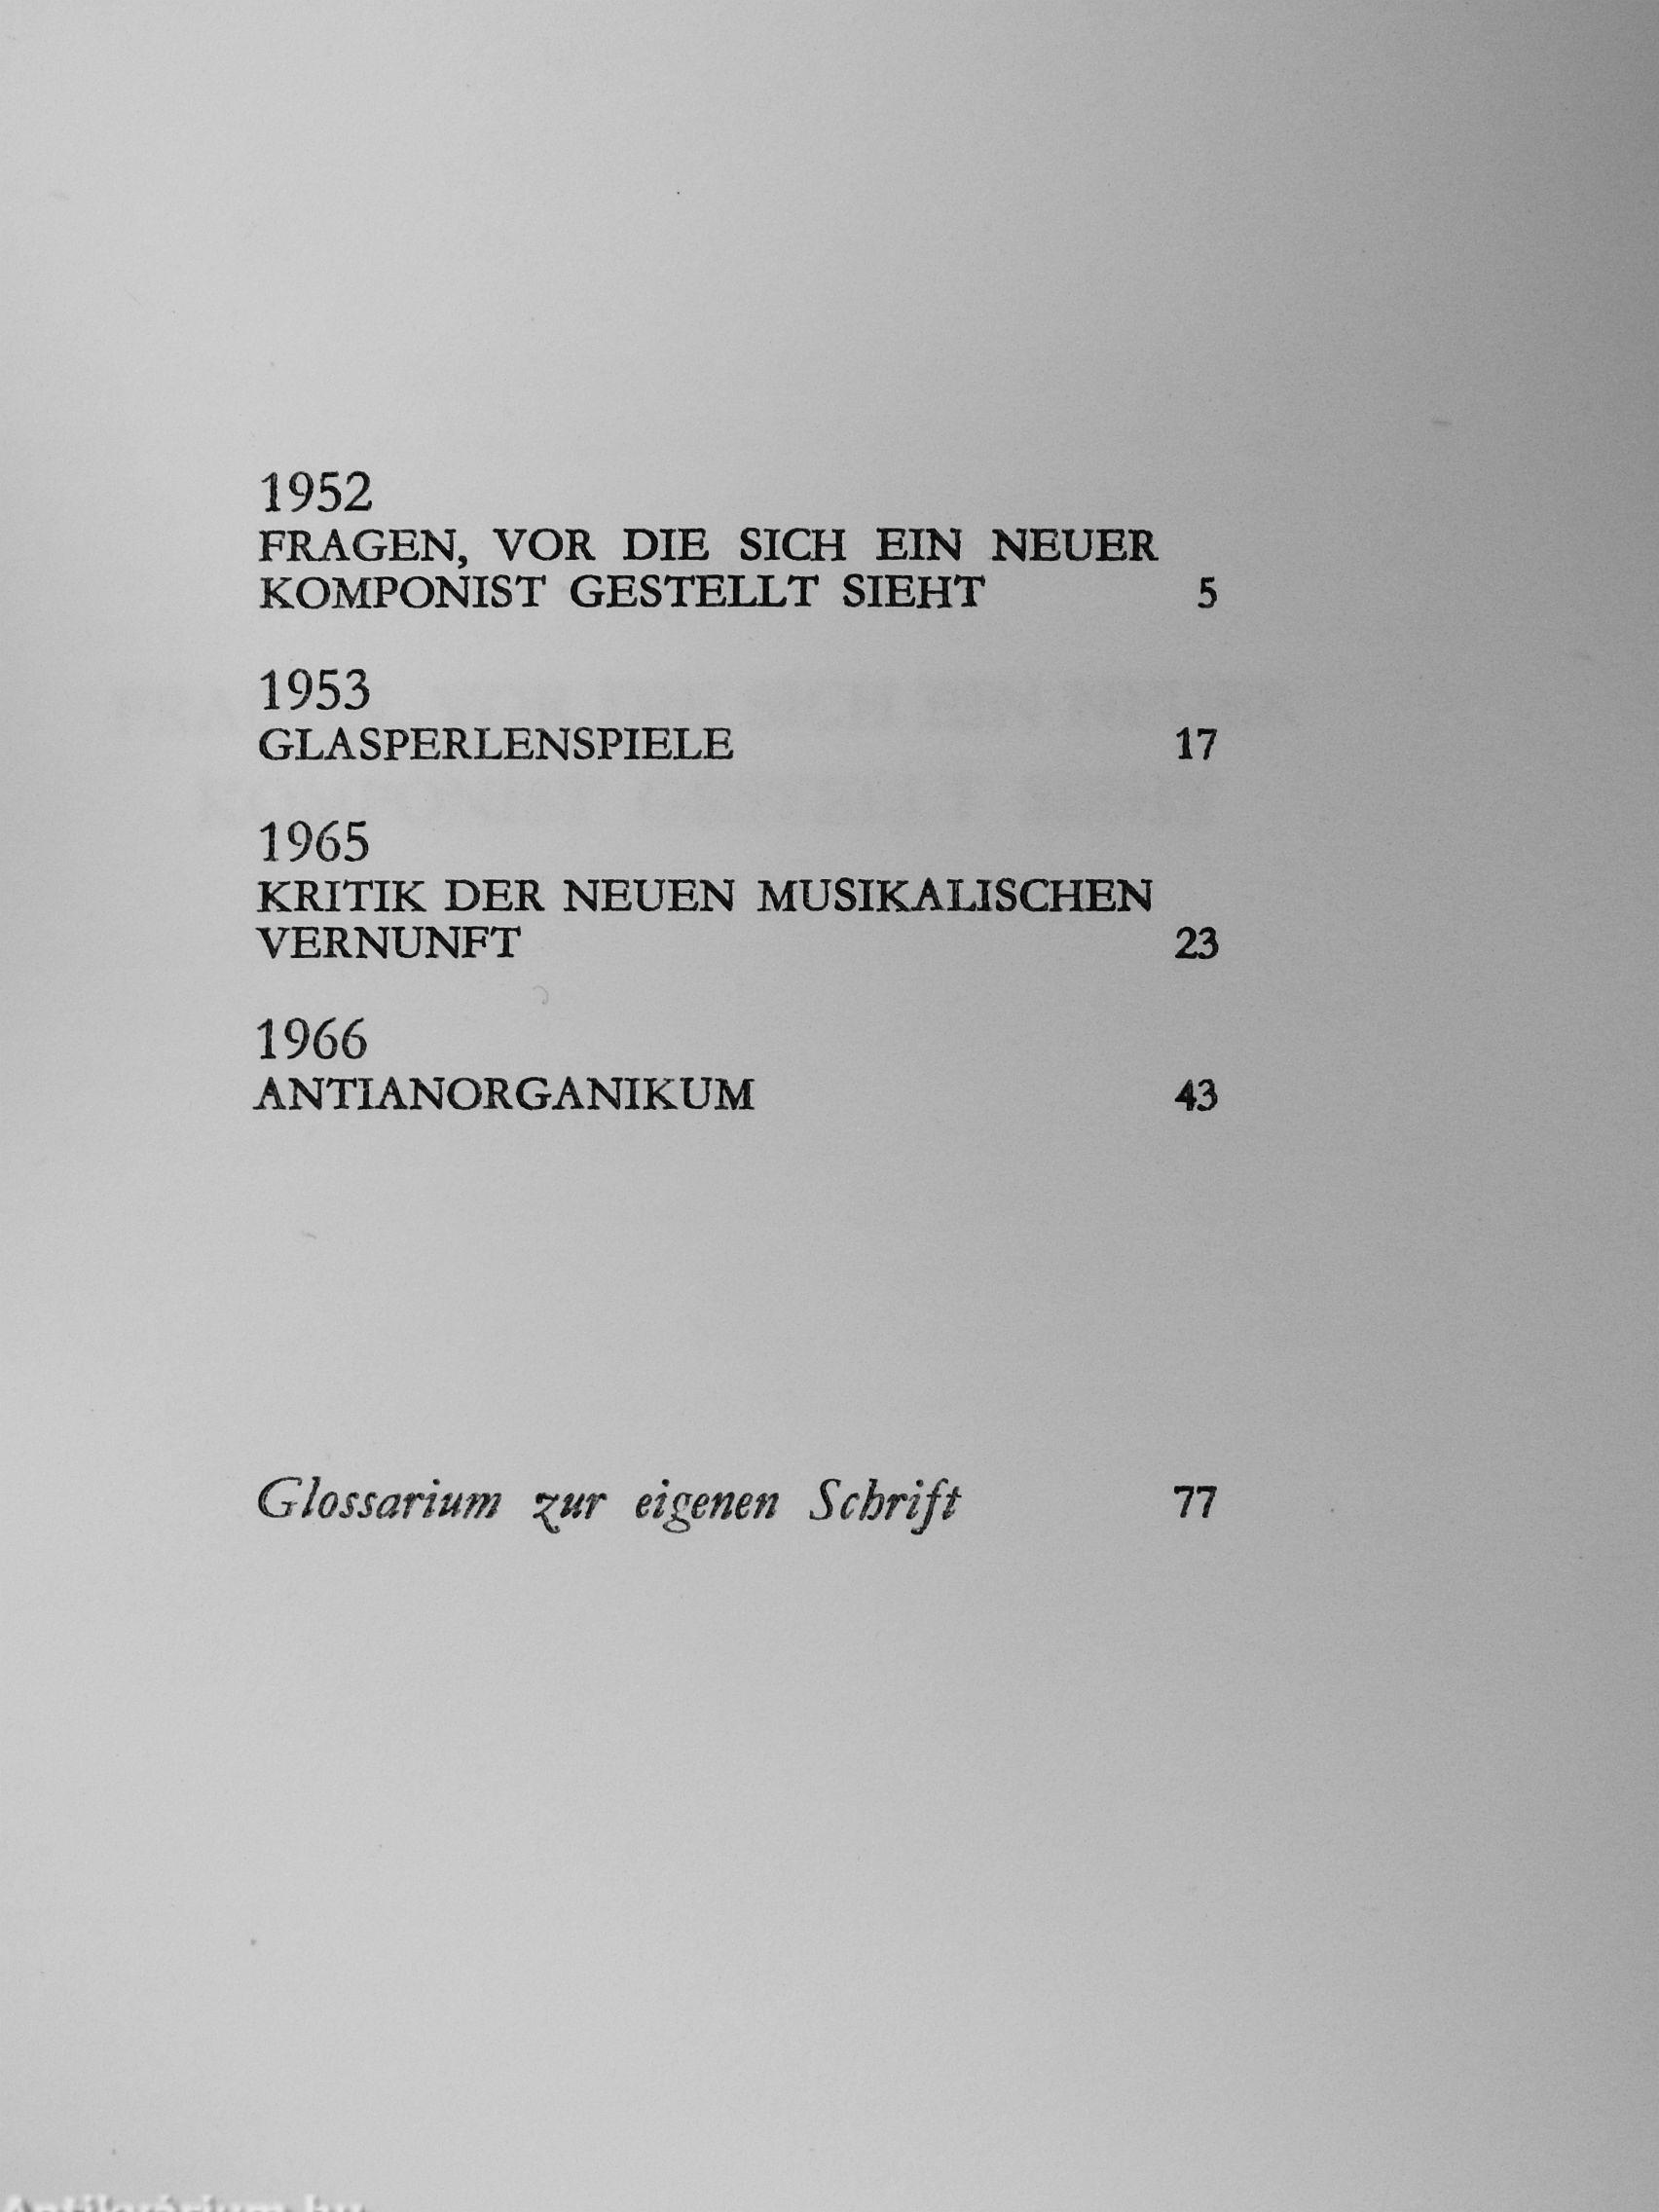 1952
FRAGEN, VOR DIE SICH EIN NEUER
KOMPONIST GESTELLT SIEHT 5
1953
GLASPERLENSPIELE 17
1965
KRITIK DER NEUEN MUSIKALISCHEN
VERNUNFT 23
1966
ANTIANORGANIKUM 43
Glossarium zur eigenen Schrift 77